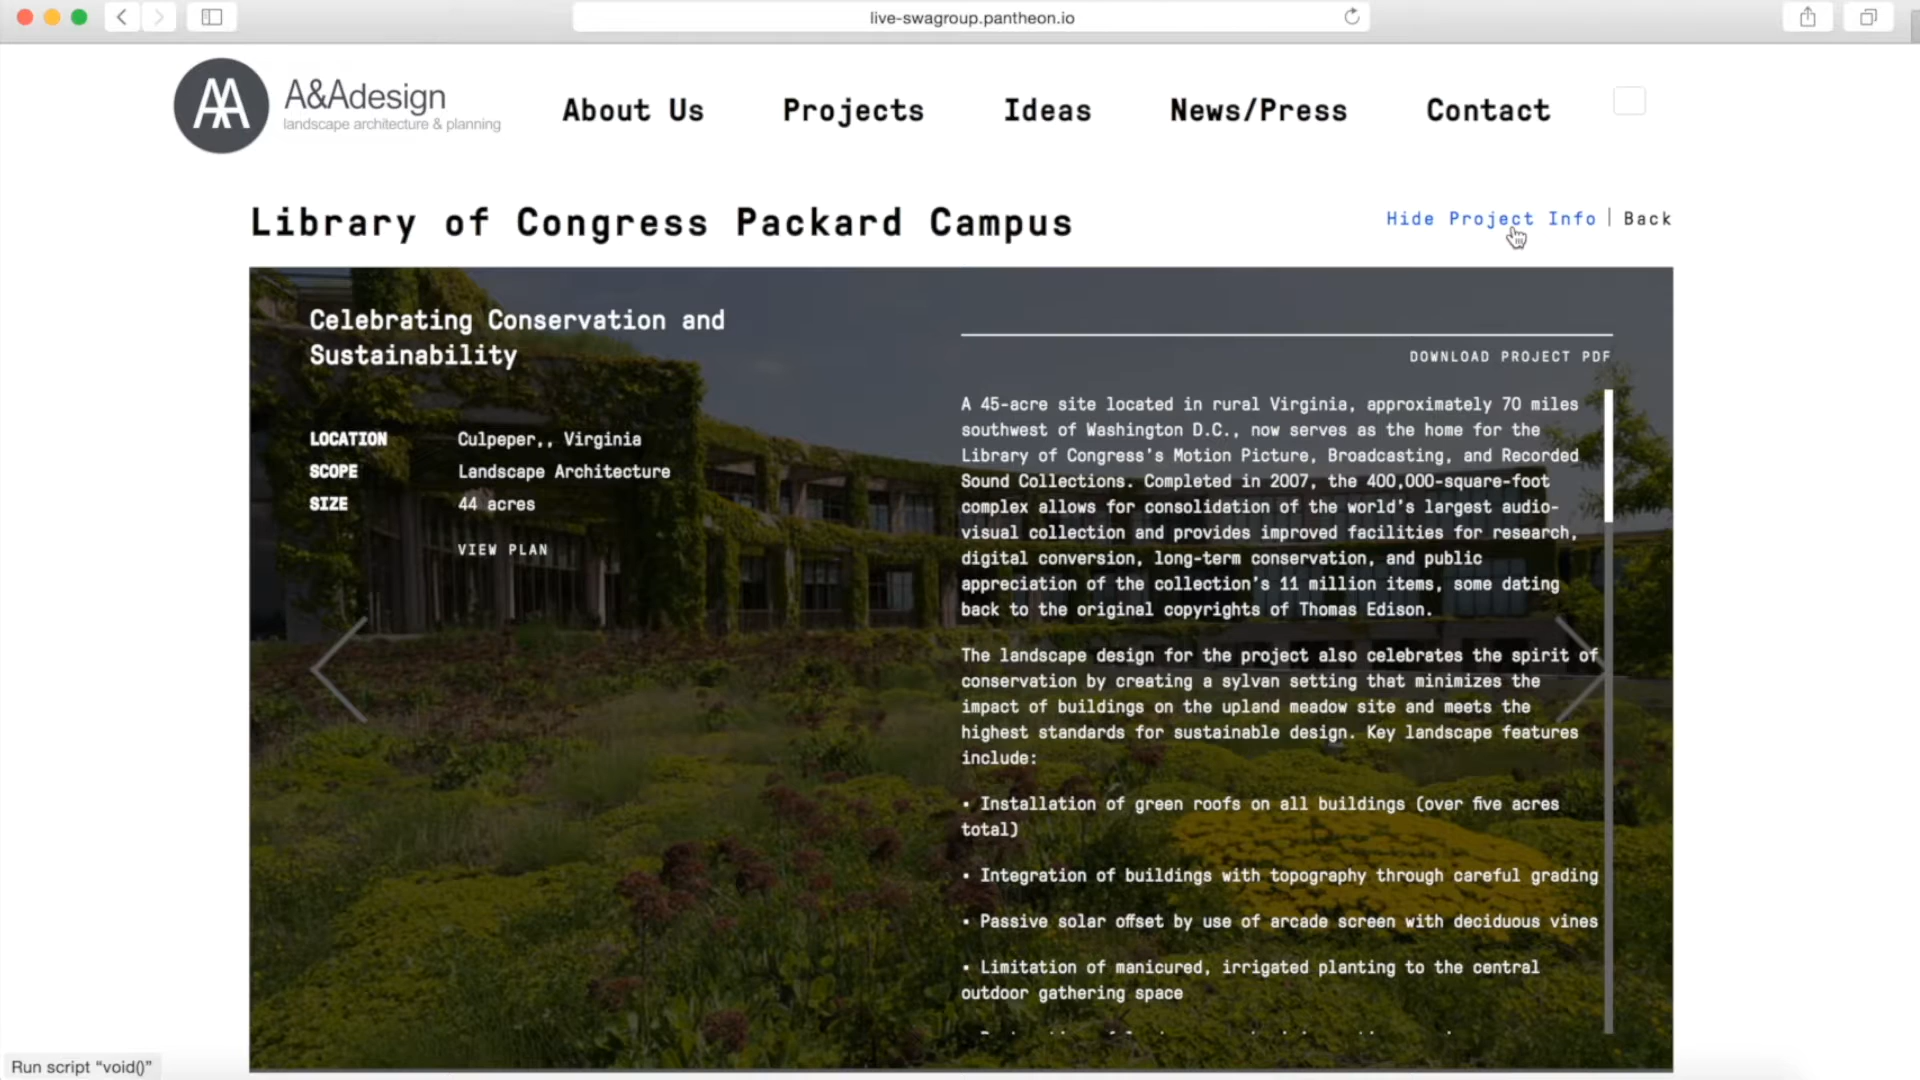 live-swagroup.pantheon.io
AA
A&Adesign
landscape architecture & planning
About Us
Projects
Ideas
News/Press
Contact
Library of Congress Packard Campus
Hide Project Info | Back
Celebrating Conservation and
Sustainability
LOCATION Culpeper,, Virginia
SCOPE Landscape Architecture
SIZE 44 acres
VIEW PLAN
DOWNLOAD PROJECT PDF
A 45-acre site located in rural Virginia, approximately 70 miles
southwest of Washington D.C., now serves as the home for the
Library of Congress's Motion Picture, Broadcasting, and Recorded
Sound Collections. Completed in 2007, the 400,000-square-foot
complex allows for consolidation of the world's largest audio-
visual collection and provides improved facilities for research,
digital conversion, long-term conservation, and public
appreciation of the collection's 11 million items, some dating
back to the original copyrights of Thomas Edison.
The landscape design for the project also celebrates the spirit of
conservation by creating a sylvan setting that minimizes the
impact of buildings on the upland meadow site and meets the
highest standards for sustainable design. Key landscape features
include:
• Installation of green roofs on all buildings (over five acres
total)
• Integration of buildings with topography through careful grading
• Passive solar offset by use of arcade screen with deciduous vines
• Limitation of manicured, irrigated planting to the central
outdoor gathering space
Run script "void()"